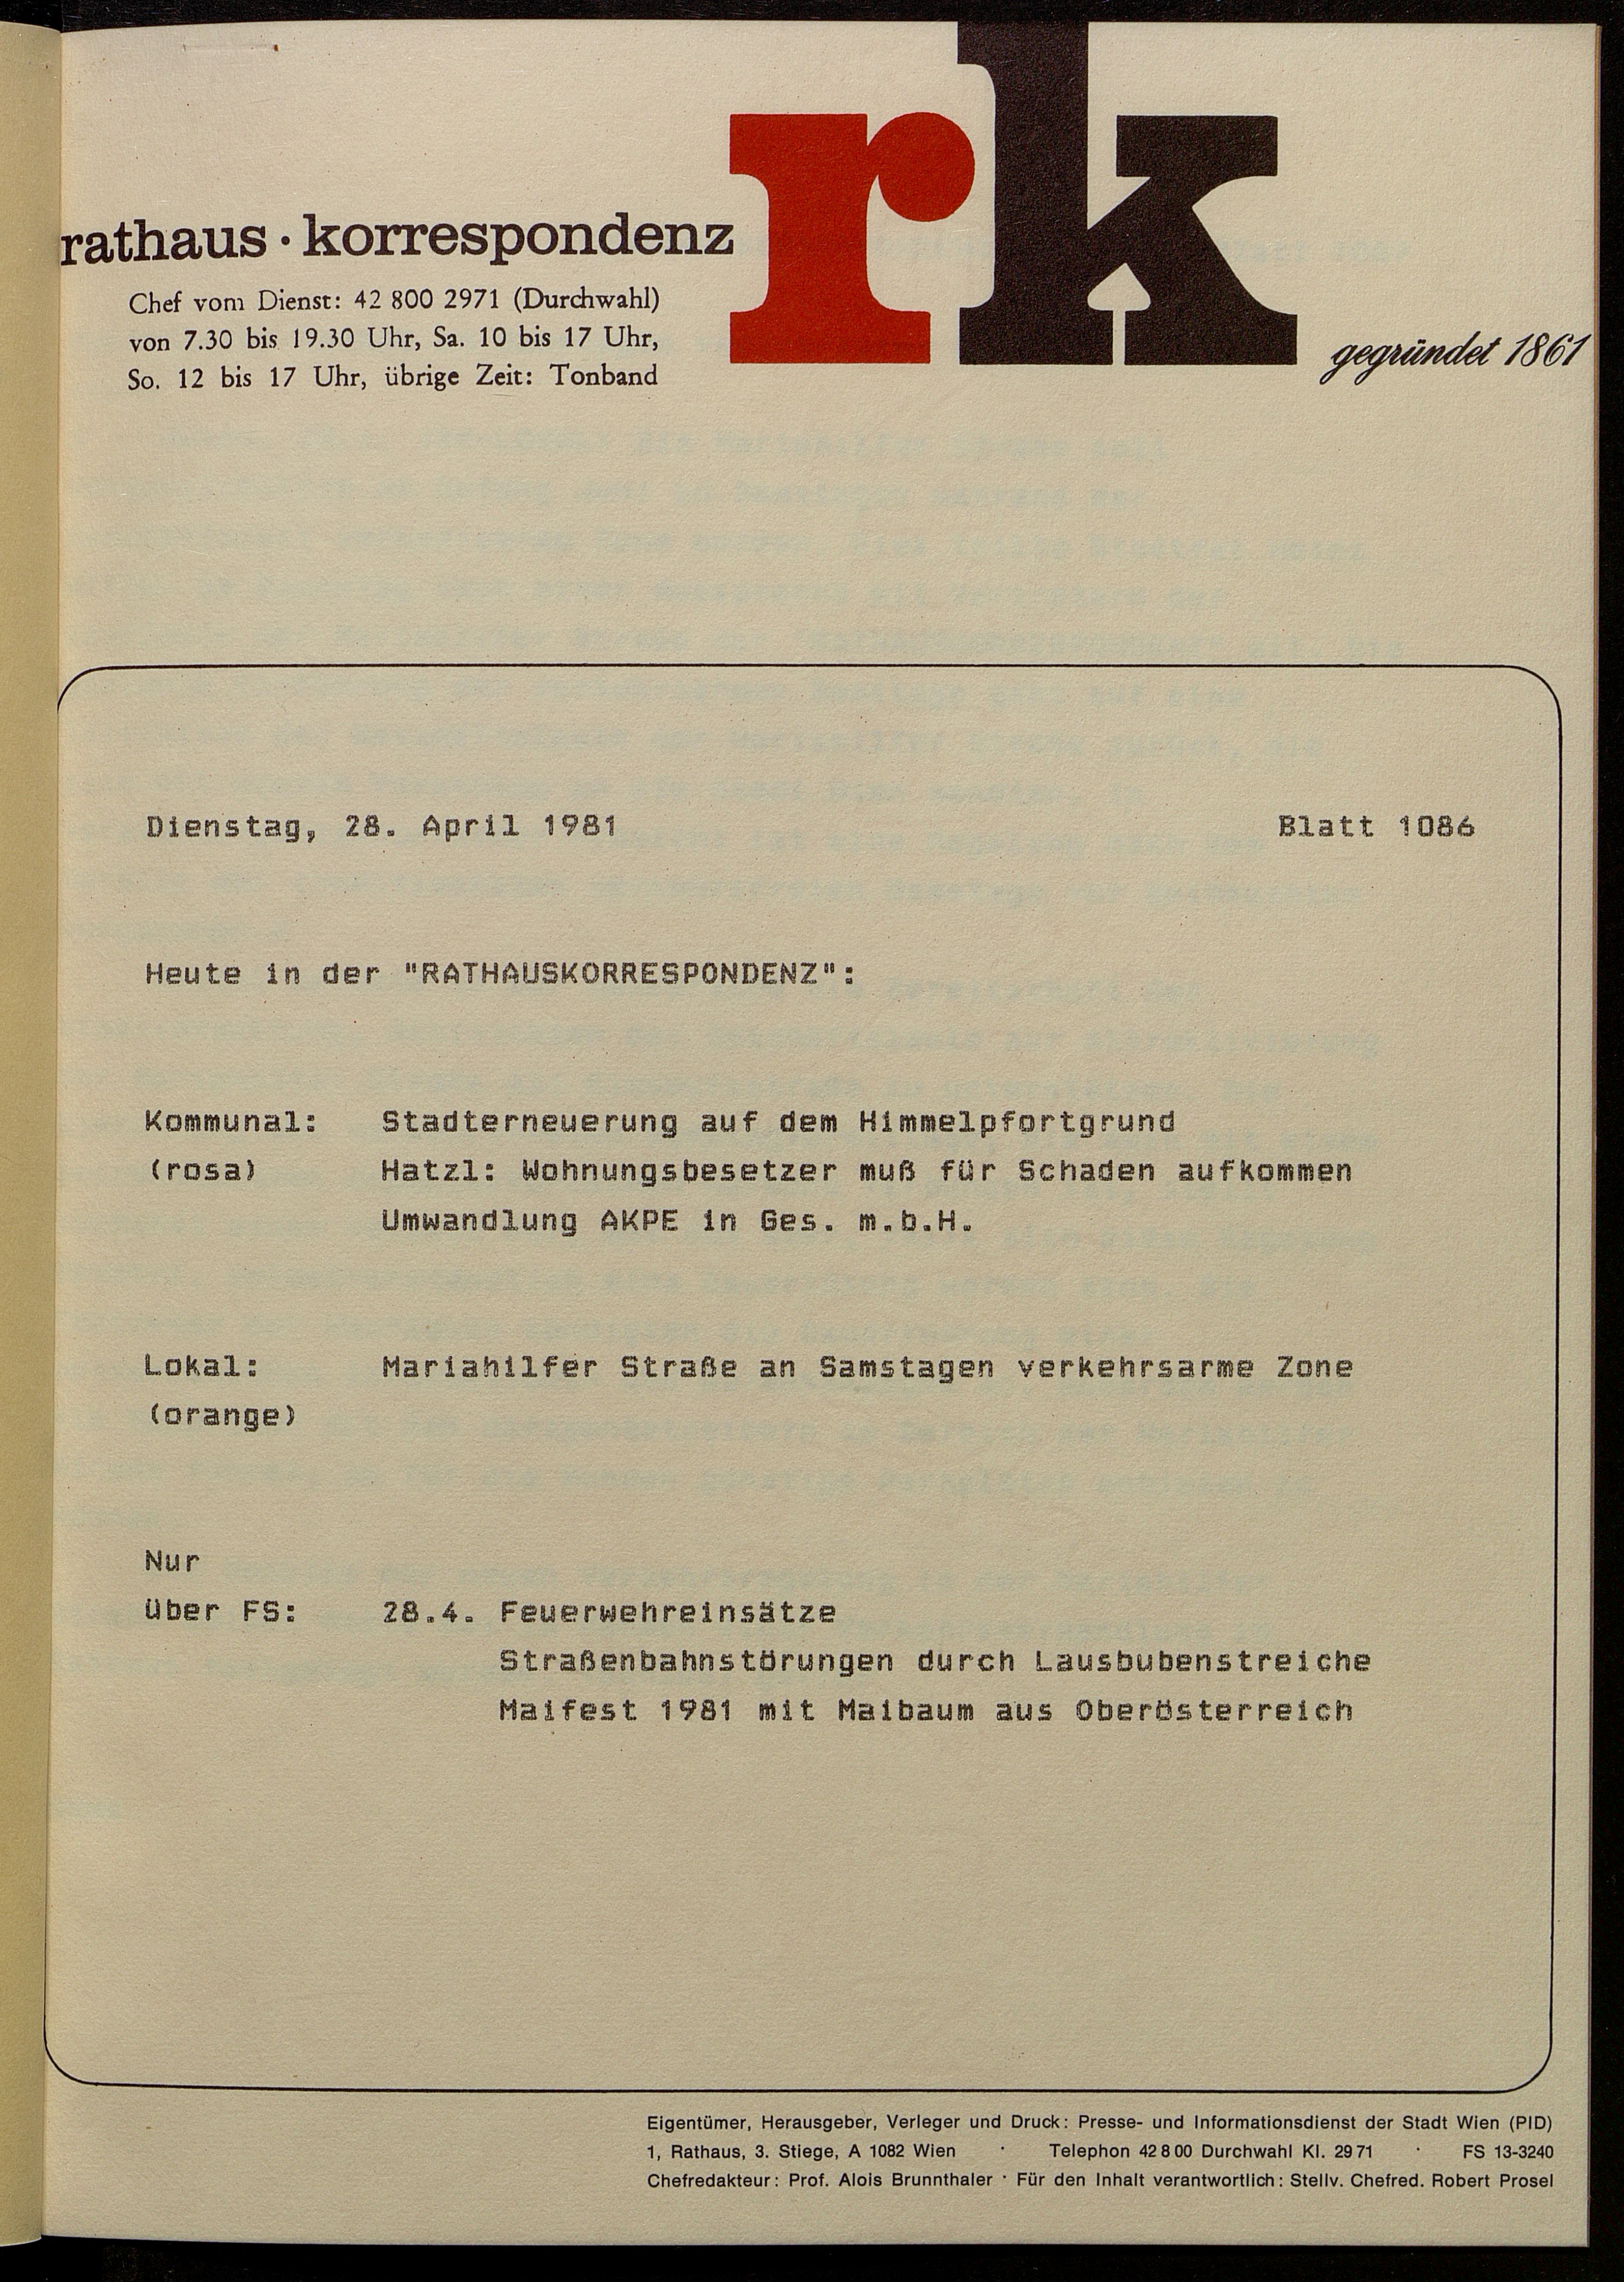 rk
rathaus · korrespondenz
Chef vom Dienst: 42 800 2971 (Durchwahl)
von 7.30 bis 19.30 Uhr, Sa. 10 bis 17 Uhr,
So. 12 bis 17 Uhr, übrige Zeit: Tonband
gegründet 1861
Dienstag, 28. April 1981 Blatt 1086
Heute in der "RATHAUSKORRESPONDENZ":
Kommunal: Stadterneuerung auf dem Himmelpfortgrund
(rosa) Hatzl: Wohnungsbesetzer muß für Schaden aufkommen
Umwandlung AKPE in Ges. m.b.H.
Lokal: Mariahilfer Straße an Samstagen verkehrsarme Zone
(orange)
Nur
über FS: 28.4. Feuerwehreinsätze
Straßenbahnstörungen durch Lausbubenstreiche
Maifest 1981 mit Maibaum aus Oberösterreich
Eigentümer, Herausgeber, Verleger und Druck: Presse- und Informationsdienst der Stadt Wien (PID)
1, Rathaus, 3. Stiege, A 1082 Wien · Telephon 42 8 00 Durchwahl Kl. 29 71 · FS 13-3240
Chefredakteur: Prof. Alois Brunnthaler · Für den Inhalt verantwortlich: Stellv. Chefred. Robert Prosel